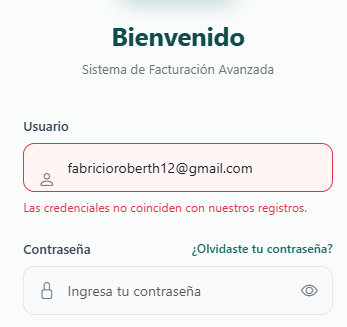 Bienvenido
Sistema de Facturación Avanzada
Usuario
fabricioroberth12@gmail.com
Las credenciales no coinciden con nuestros registros.
Contraseña ¿Olvidaste tu contraseña?
Ingresa tu contraseña